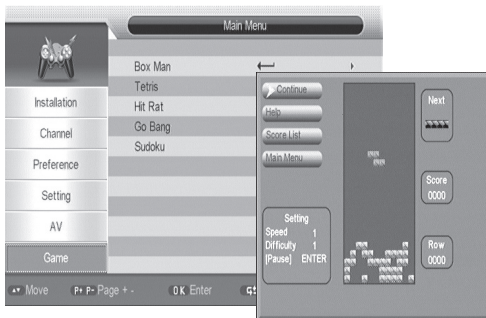 Main Menu
Installation
Channel
Preference
Setting
AV
Game
Box Man
Tetris
Hit Rat
Go Bang
Sudoku
Move P+ P- Page + - OK Enter
Continue
Help
Score List
Main Menu
Setting
Speed 1
Difficulty 1
[Pause] ENTER
Next
Score
0000
Row
0000